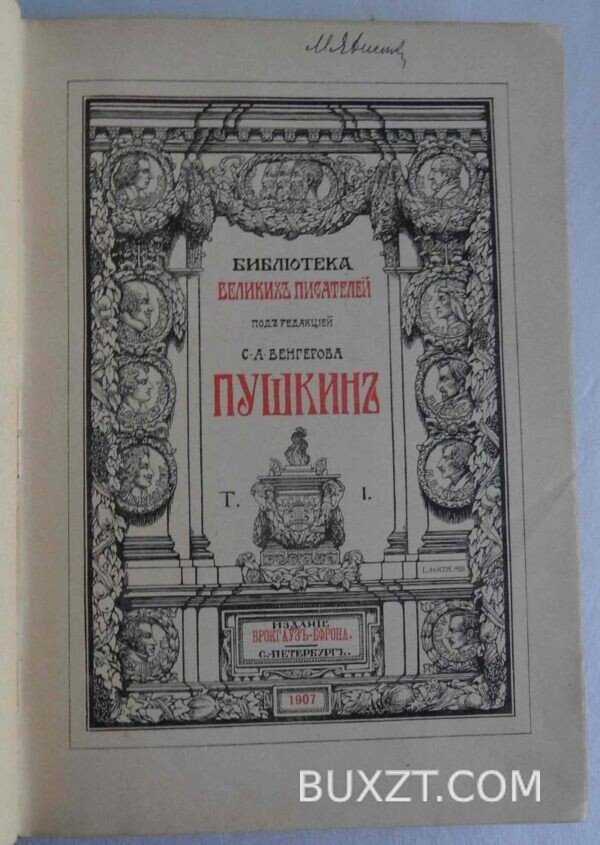 БИБЛІОТЕКА
ВЕЛИКИХЪ ПИСАТЕЛЕЙ
ПОДЪ РЕДАКЦІЕЙ
С·А·ВЕНГЕРОВА
ПУШКИНЪ
Т. I.
ИЗДАНІЕ
БРОКГАУЗЪ-ЕФРОНА.
С.-ПЕТЕРБУРГЪ.
1907
BUXZT.COM